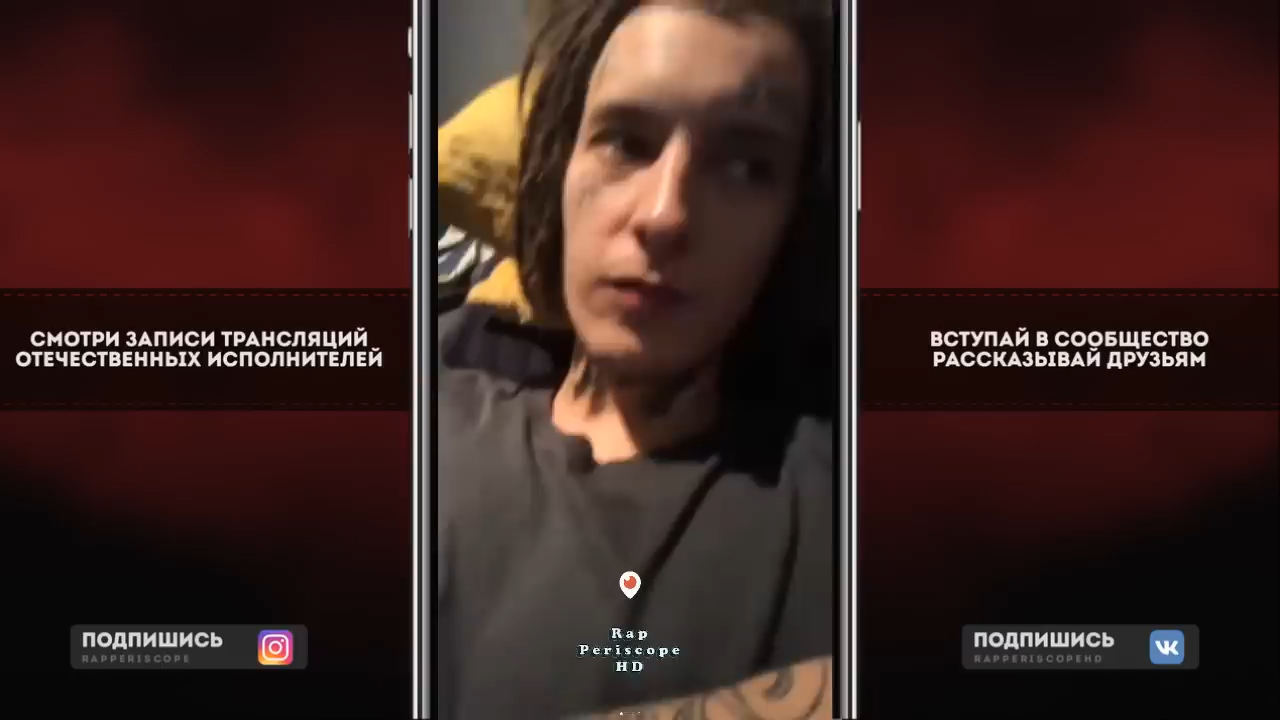 СМОТРИ ЗАПИСИ ТРАНСЛЯЦИЙ
ОТЕЧЕСТВЕННЫХ ИСПОЛНИТЕЛЕЙ
ВСТУПАЙ В СООБЩЕСТВО
РАССКАЗЫВАЙ ДРУЗЬЯМ
Rap
Periscope
HD
ПОДПИШИСЬ
RAPPERISCOPE
ПОДПИШИСЬ
RAPPERISCOPEHD